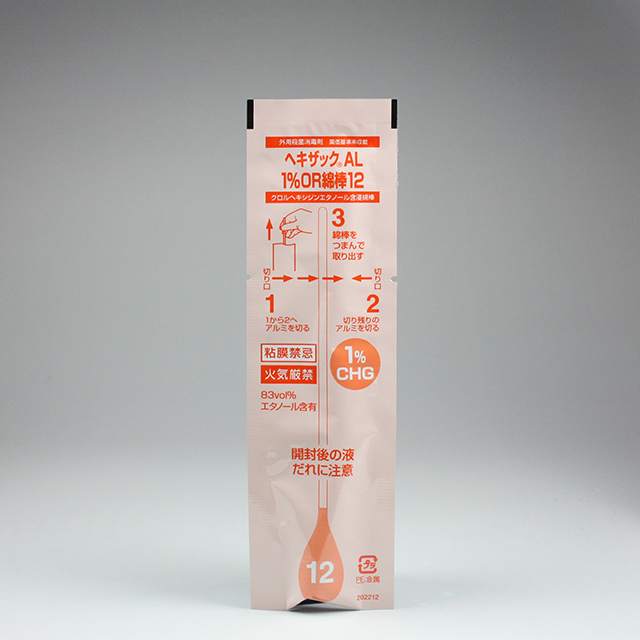 外用殺菌消毒剤 薬価基準未収載
ヘキザック® AL
1%OR綿棒12
クロルヘキシジンエタノール含浸綿棒
3
綿棒を
つまんで
取り出す
切り口
切り口
1
1から2へ
アルミを切る
2
切り残りの
アルミを切る
粘膜禁忌
火気厳禁
1%
CHG
83vol%
エタノール含有
開封後の液
だれに注意
12
プラ
PE,金属
202212